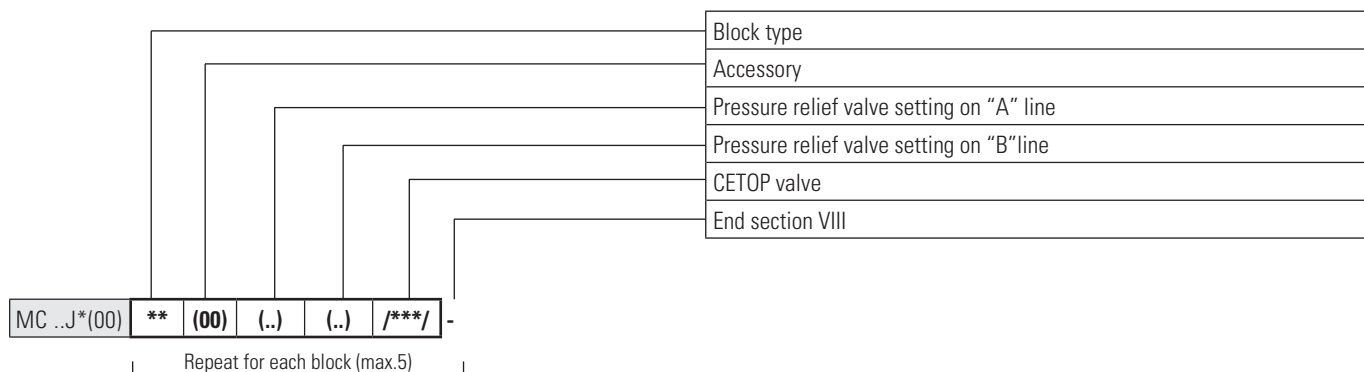 Block type
Accessory
Pressure relief valve setting on “A” line
Pressure relief valve setting on “B”line
CETOP valve
End section VIII
MC ..J*(00) ** (00) (..) (..) /***/ -
Repeat for each block (max.5)